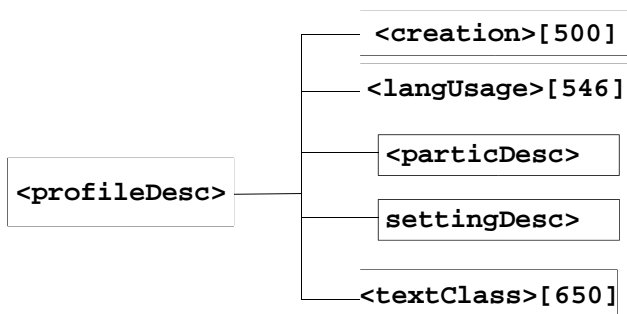 <creation>[500]
<langUsage>[546]
<particDesc>
<profileDesc>
settingDesc>
<textClass>[650]